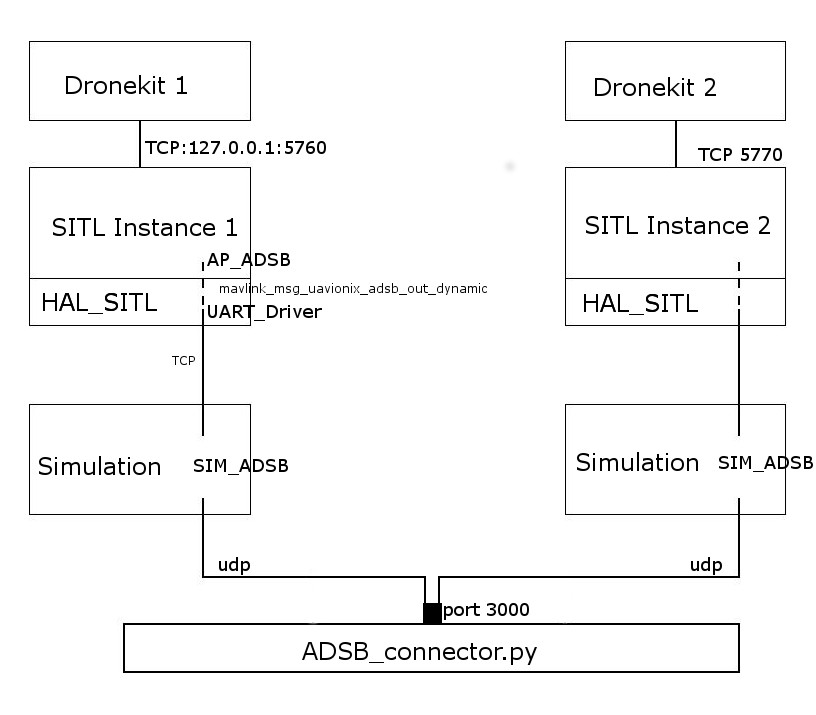 Dronekit 1
Dronekit 2
TCP:127.0.0.1:5760
TCP 5770
SITL Instance 1
SITL Instance 2
AP_ADSB
mavlink_msg_uavionix_adsb_out_dynamic
HAL_SITL
HAL_SITL
UART_Driver
TCP
Simulation
SIM_ADSB
Simulation
SIM_ADSB
udp
udp
port 3000
ADSB_connector.py